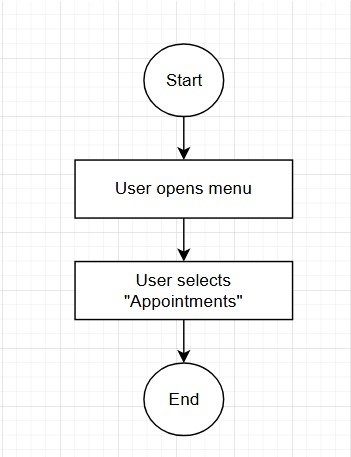 Start
User opens menu
User selects
"Appointments"
End